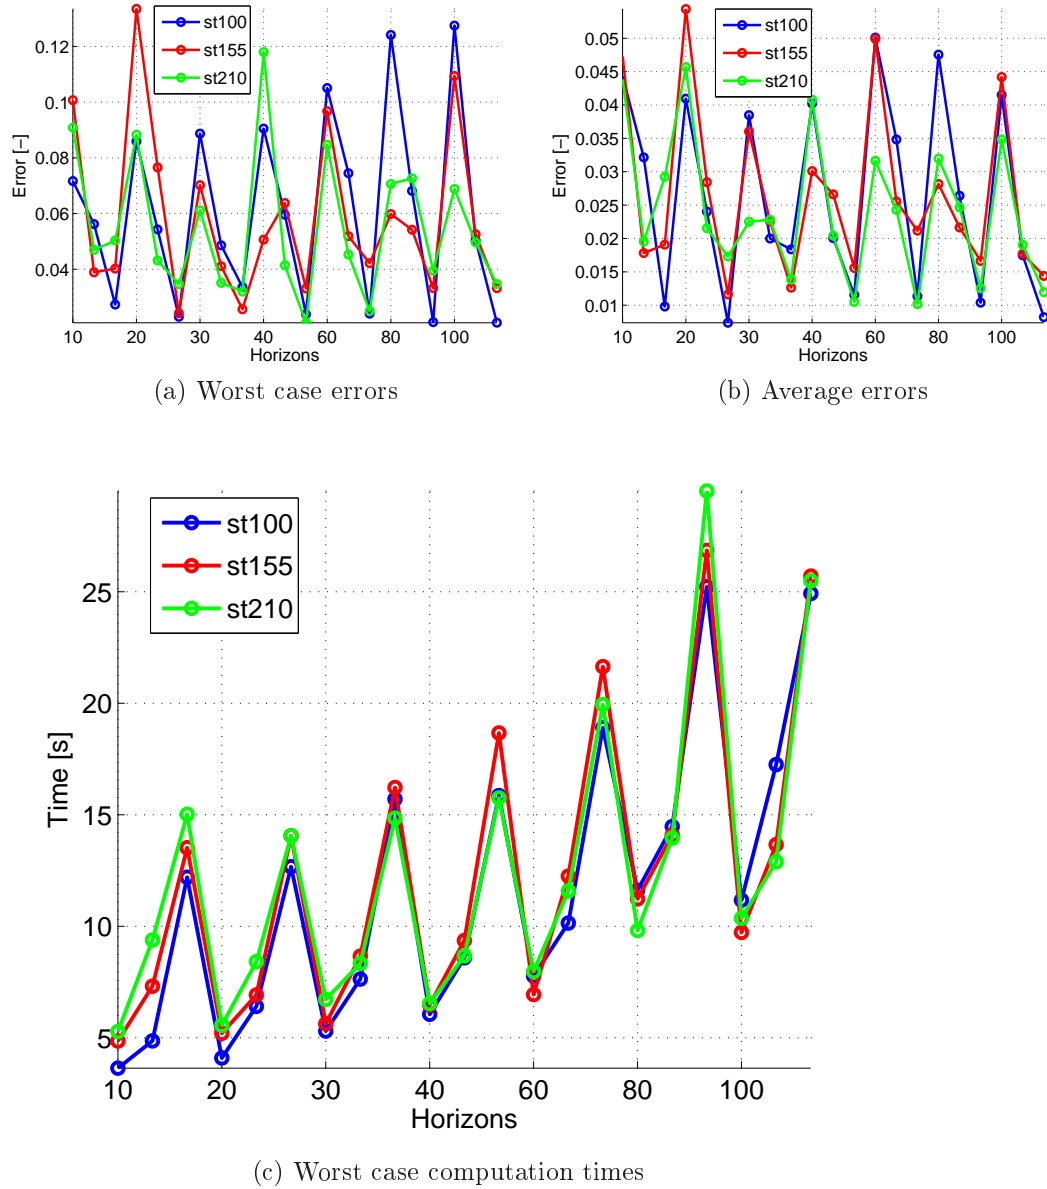 0.12
0.1
0.08
0.06
0.04
Error [−]
st100
st155
st210
10 20 30 40 60 80 100
Horizons
(a) Worst case errors
0.05
0.045
0.04
0.035
0.03
0.025
0.02
0.015
0.01
Error [−]
st100
st155
st210
10 20 30 40 60 80 100
Horizons
(b) Average errors
25
20
15
10
5
Time [s]
st100
st155
st210
10 20 30 40 60 80 100
Horizons
(c) Worst case computation times